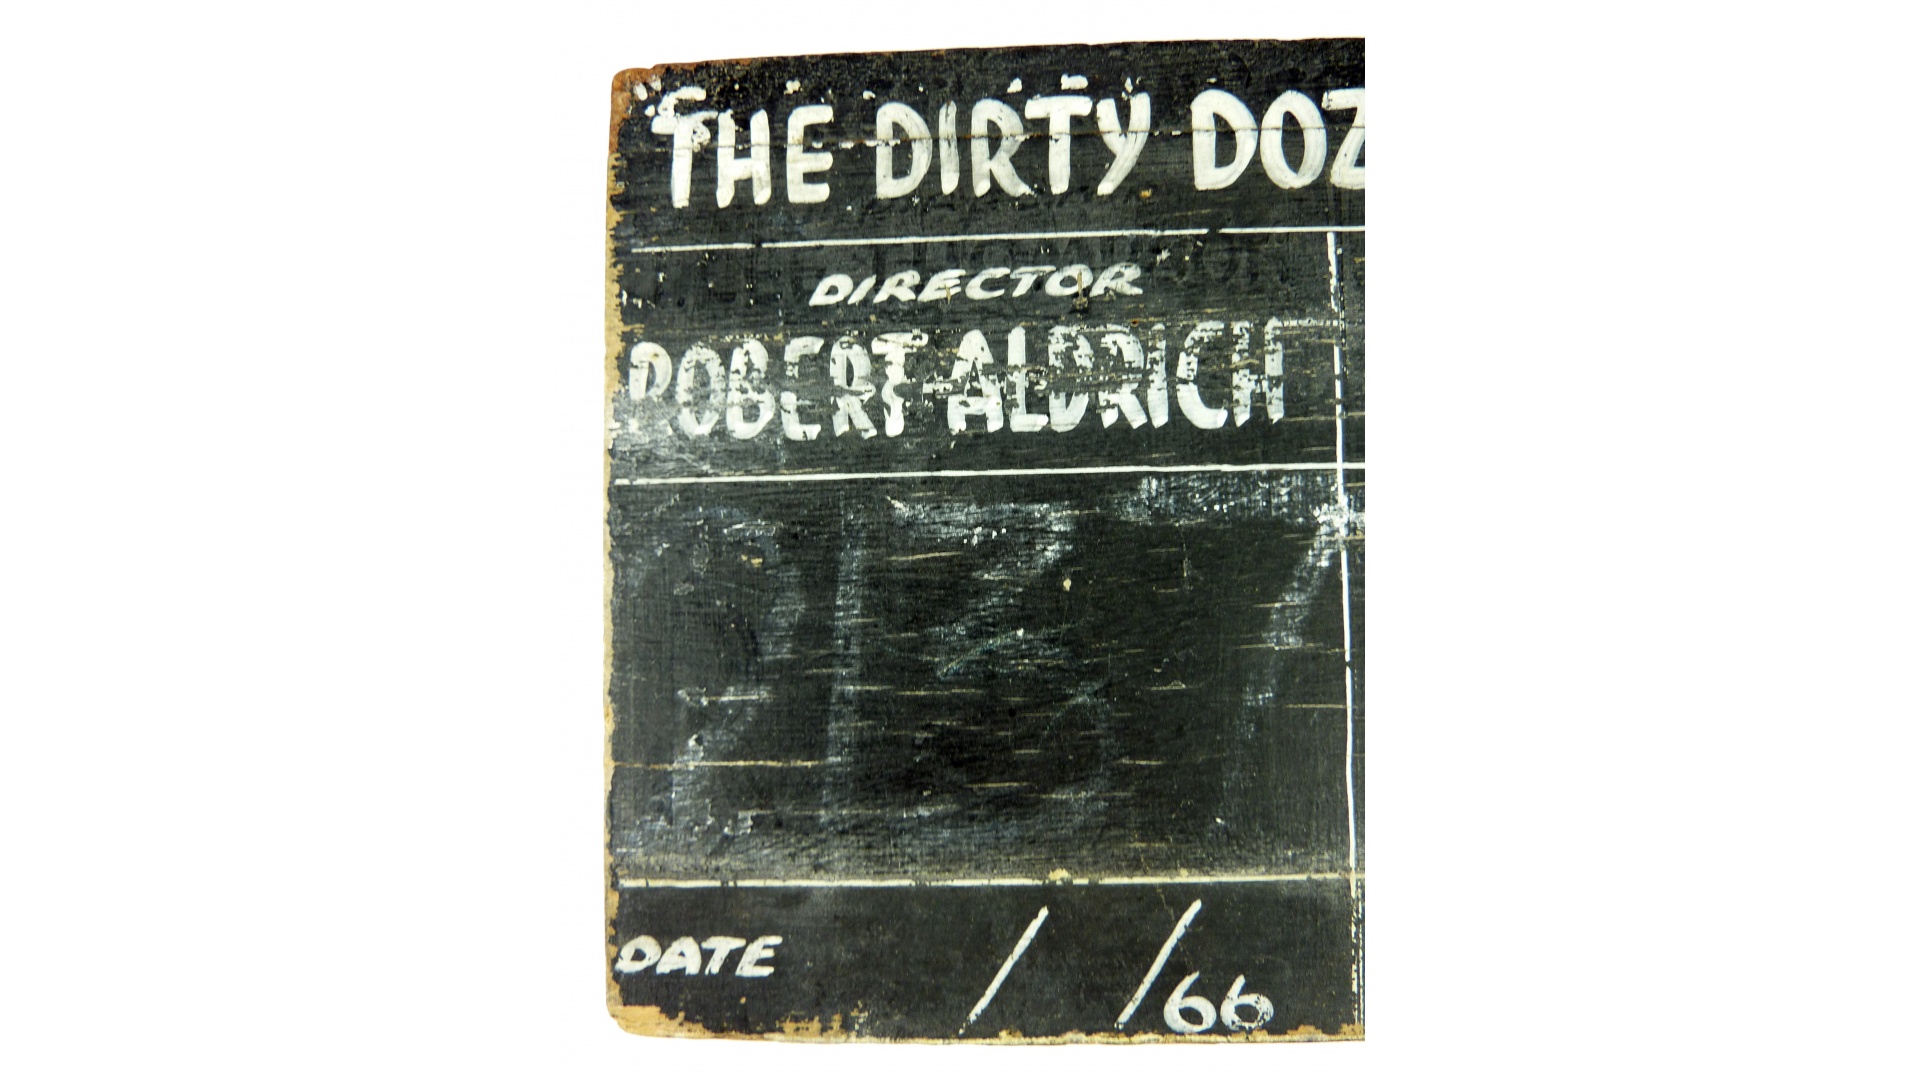 THE DIRTY DOZ
DIRECTOR
ROBERT ALDRICH
DATE / /66